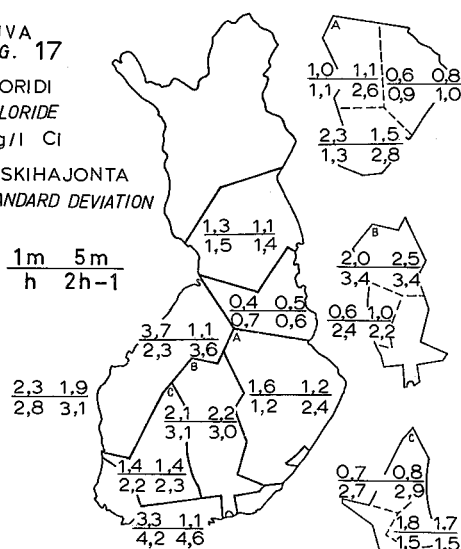 UVA
G. 17
ORIDI
LORIDE
g/l Cl
SKIHAJONTA
ANDARD DEVIATION
1m 5m
h 2h-1
1,3 1,1
1,5 1,4
0,4 0,5
0,7 0,6
A
3,7 1,1
2,3 3,6
B
2,3 1,9
2,8 3,1
C
2,1 2,2
3,1 3,0
1,6 1,2
1,2 2,4
1,4 1,4
2,2 2,3
3,3 1,1
4,2 4,6
A
1,0 1,1 0,6 0,8
1,1 2,6 0,9 1,0
2,3 1,5
1,3 2,8
B
2,0 2,5
3,4 3,4
0,6 1,0
2,4 2,2
C
0,7 0,8
2,7 2,9
1,8 1,7
1,5 1,5